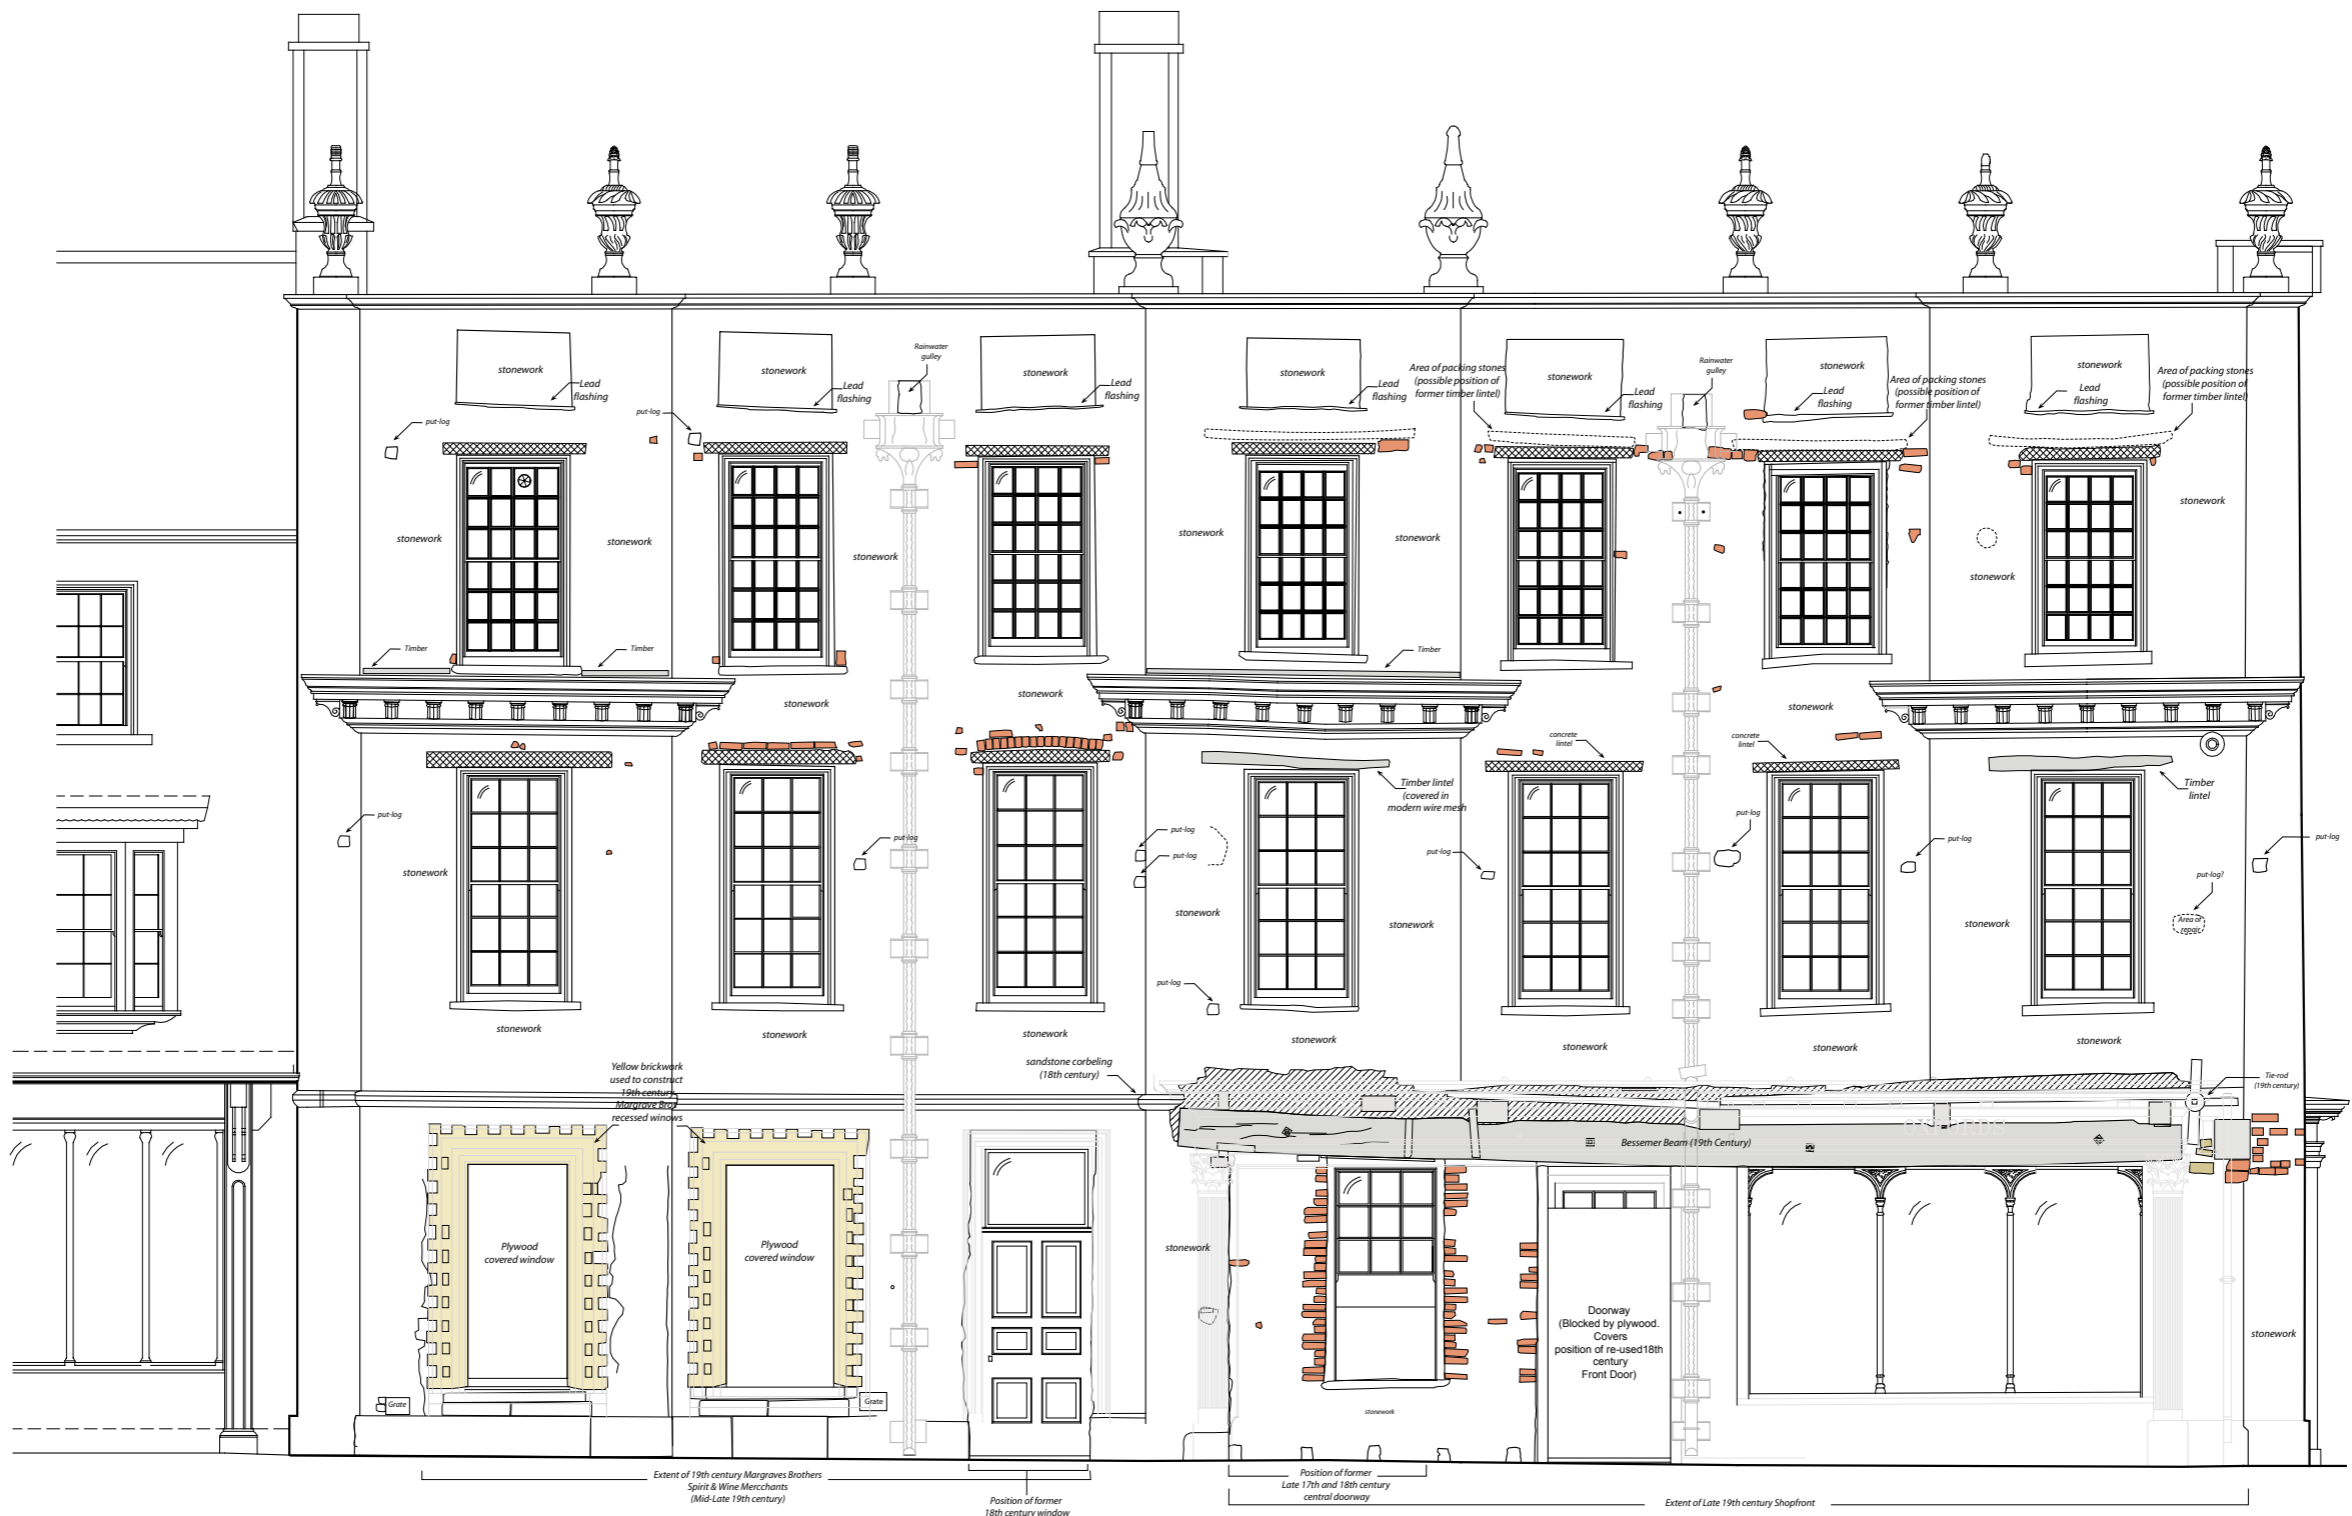 Rainwater
gulley
Rainwater
gulley
stonework
stonework
stonework
stonework
stonework
stonework
stonework
Lead
flashing
Lead
flashing
Lead
flashing
Lead
flashing
Area of packing stones
(possible position of
former timber lintel)
Lead
flashing
Lead
flashing
Area of packing stones
(possible position of
former timber lintel)
Lead
flashing
Area of packing stones
(possible position of
former timber lintel)
put-log
put-log
stonework
stonework
stonework
stonework
stonework
stonework
stonework
Timber
Timber
Timber
stonework
stonework
stonework
concrete
lintel
concrete
lintel
Timber lintel
(covered in
modern wire mesh
Timber
lintel
put-log
put-log
put-log
put-log
put-log
put-log
put-log
put-log
put-log?
Area of
repair
stonework
stonework
stonework
stonework
put-log
stonework
stonework
stonework
stonework
stonework
stonework
stonework
Yellow brickwork
used to construct
19th century
Margrave Bros
recessed winows
sandstone corbeling
(18th century)
Tie-rod
(19th century)
Bessemer Beam (19th Century)
Plywood
covered window
Plywood
covered window
stonework
Doorway
(Blocked by plywood.
Covers
position of re-used18th
century
Front Door)
stonework
Grate
Grate
stonework
Extent of 19th century Margraves Brothers
Spirit & Wine Mercchants
(Mid-Late 19th century)
Position of former
18th century window
Position of former
Late 17th and 18th century
central doorway
Extent of Late 19th century Shopfront